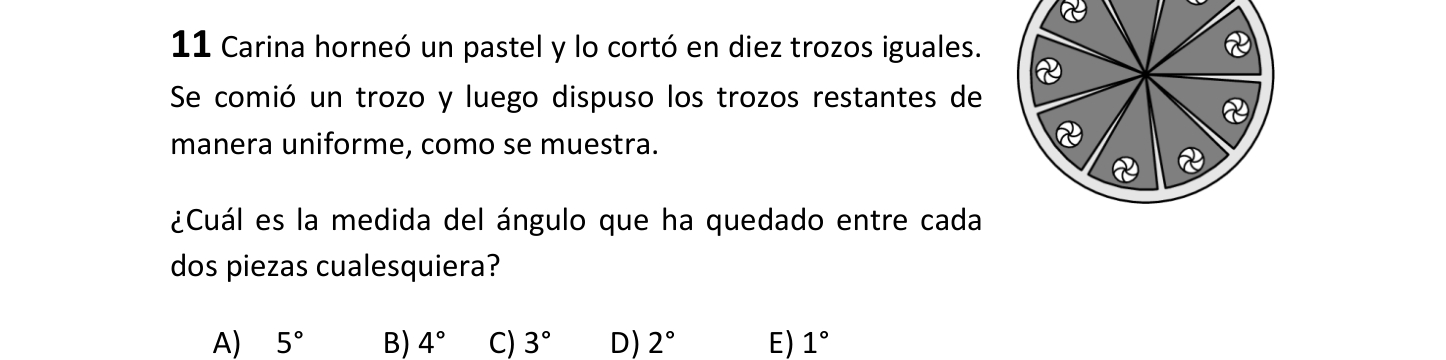 11 Carina horneó un pastel y lo cortó en diez trozos iguales.
Se comió un trozo y luego dispuso los trozos restantes de
manera uniforme, como se muestra.
¿Cuál es la medida del ángulo que ha quedado entre cada
dos piezas cualesquiera?
A) 5° B) 4° C) 3° D) 2° E) 1°